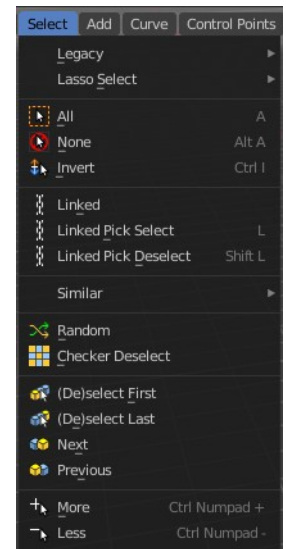 Select Add Curve Control Points
Legacy
Lasso Select
All A
None Alt A
Invert Ctrl I
Linked
Linked Pick Select L
Linked Pick Deselect Shift L
Similar
Random
Checker Deselect
(De)select First
(De)select Last
Next
Previous
More Ctrl Numpad +
Less Ctrl Numpad -